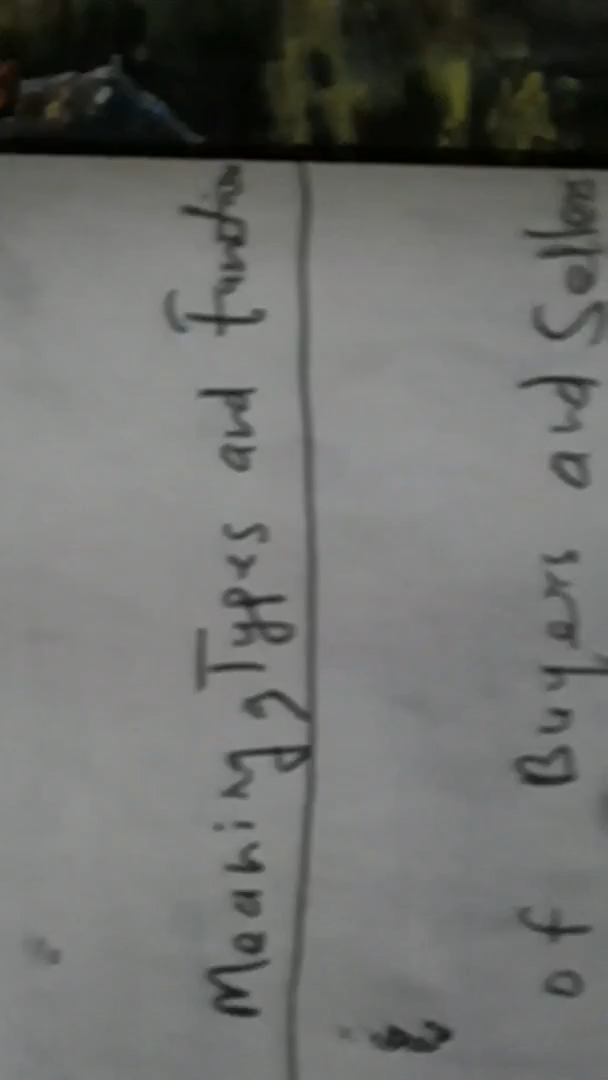 Meaning, Types and Function
of Buyers and Sellers